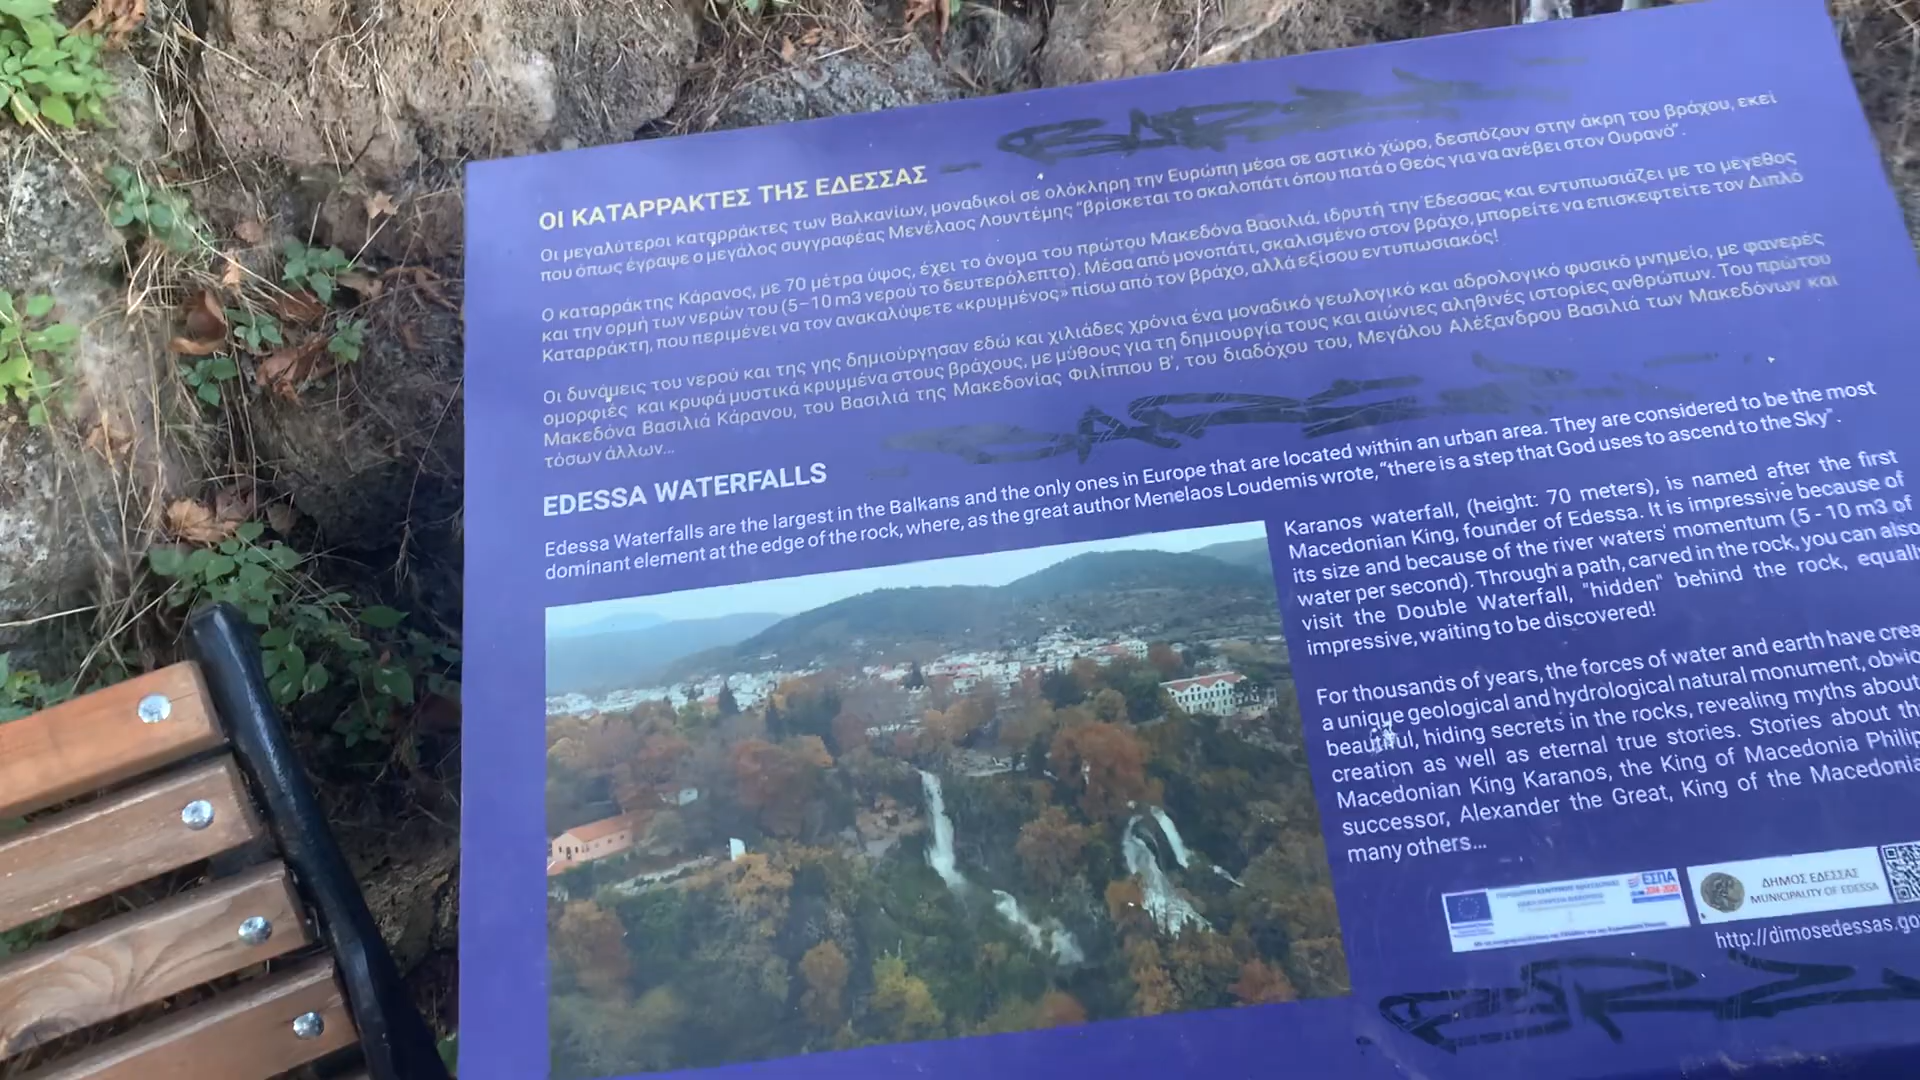 ΟΙ ΚΑΤΑΡΡΑΚΤΕΣ ΤΗΣ ΕΔΕΣΣΑΣ
Οι μεγαλύτεροι καταρράκτες των Βαλκανίων, μοναδικοί σε ολόκληρη την Ευρώπη μέσα σε αστικό χώρο, δεσπόζουν στην άκρη του βράχου, εκεί
που όπως έγραψε ο μεγάλος συγγραφέας Μενέλαος Λουντέμης "βρίσκεται το σκαλοπάτι όπου πατά ο Θεός για να ανέβει στον Ουρανό".
Ο καταρράκτης Κάρανος, με 70 μέτρα ύψος, έχει το όνομα του πρώτου Μακεδόνα Βασιλιά, ιδρυτή την Έδεσσας και εντυπωσιάζει με το μέγεθος
και την ορμή των νερών του (5–10 m3 νερού το δευτερόλεπτο). Μέσα από μονοπάτι, σκαλισμένο στον βράχο, μπορείτε να επισκεφτείτε τον Διπλό
Καταρράκτη, που περιμένει να τον ανακαλύψετε «κρυμμένος» πίσω από τον βράχο, αλλά εξίσου εντυπωσιακός!
Οι δυνάμεις του νερού και της γης δημιούργησαν εδώ και χιλιάδες χρόνια ένα μοναδικό γεωλογικό και αδρολογικό φυσικό μνημείο, με φανερές
ομορφιές και κρυφά μυστικά κρυμμένα στους βράχους, με μύθους για τη δημιουργία τους και αιώνιες αληθινές ιστορίες ανθρώπων. Του πρώτου
Μακεδόνα Βασιλιά Κάρανου, του Βασιλιά της Μακεδονίας Φιλίππου Β', του διαδόχου του, Μεγάλου Αλέξανδρου Βασιλιά των Μακεδόνων και
τόσων άλλων...
EDESSA WATERFALLS
Edessa Waterfalls are the largest in the Balkans and the only ones in Europe that are located within an urban area. They are considered to be the most
dominant element at the edge of the rock, where, as the great author Menelaos Loudemis wrote, "there is a step that God uses to ascend to the Sky".
Karanos waterfall, (height: 70 meters), is named after the first
Macedonian King, founder of Edessa. It is impressive because of
its size and because of the river waters' momentum (5 - 10 m3 of
water per second). Through a path, carved in the rock, you can also
visit the Double Waterfall, "hidden" behind the rock,
impressive, waiting to be discovered!
For thousands of years, the forces of water and earth have
a unique geological and hydrological natural monument,
beautiful, hiding secrets in the rocks, revealing myths about
creation as well as eternal true stories. Stories about
Macedonian King Karanos, the King of Macedonia
successor, Alexander the Great, King of the
many others...
ΕΣΠΑ
2014-2020
ΔΗΜΟΣ ΕΔΕΣΣΑΣ
MUNICIPALITY OF EDESSA